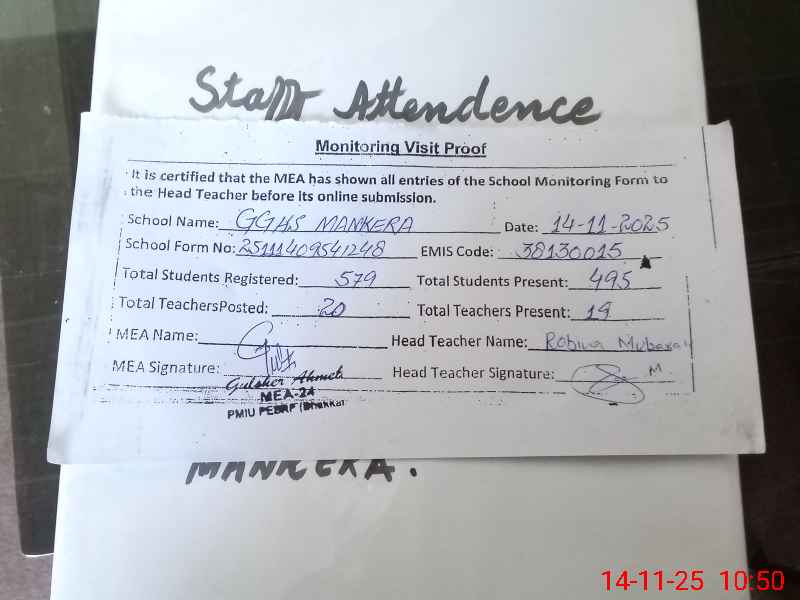 Staff Attendence
Monitoring Visit Proof
It is certified that the MEA has shown all entries of the School Monitoring Form to
the Head Teacher before its online submission.
School Name: GGHS MANKERA Date: 14-11-2025
School Form No: 25111409541248 EMIS Code: 38130015
Total Students Registered: 579 Total Students Present: 495
Total TeachersPosted: 20 Total Teachers Present: 19
MEA Name: Head Teacher Name: Robina Mubarak
MEA Signature: Head Teacher Signature:
Gulsher Ahmed
MEA-24
PMIU PESRP (Bhakkar
MANKERA.
14-11-25 10:50